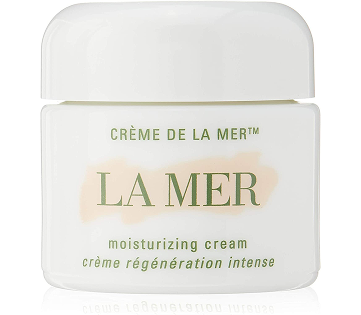 CRÈME DE LA MER™
LA MER
moisturizing cream
crème régénération intense